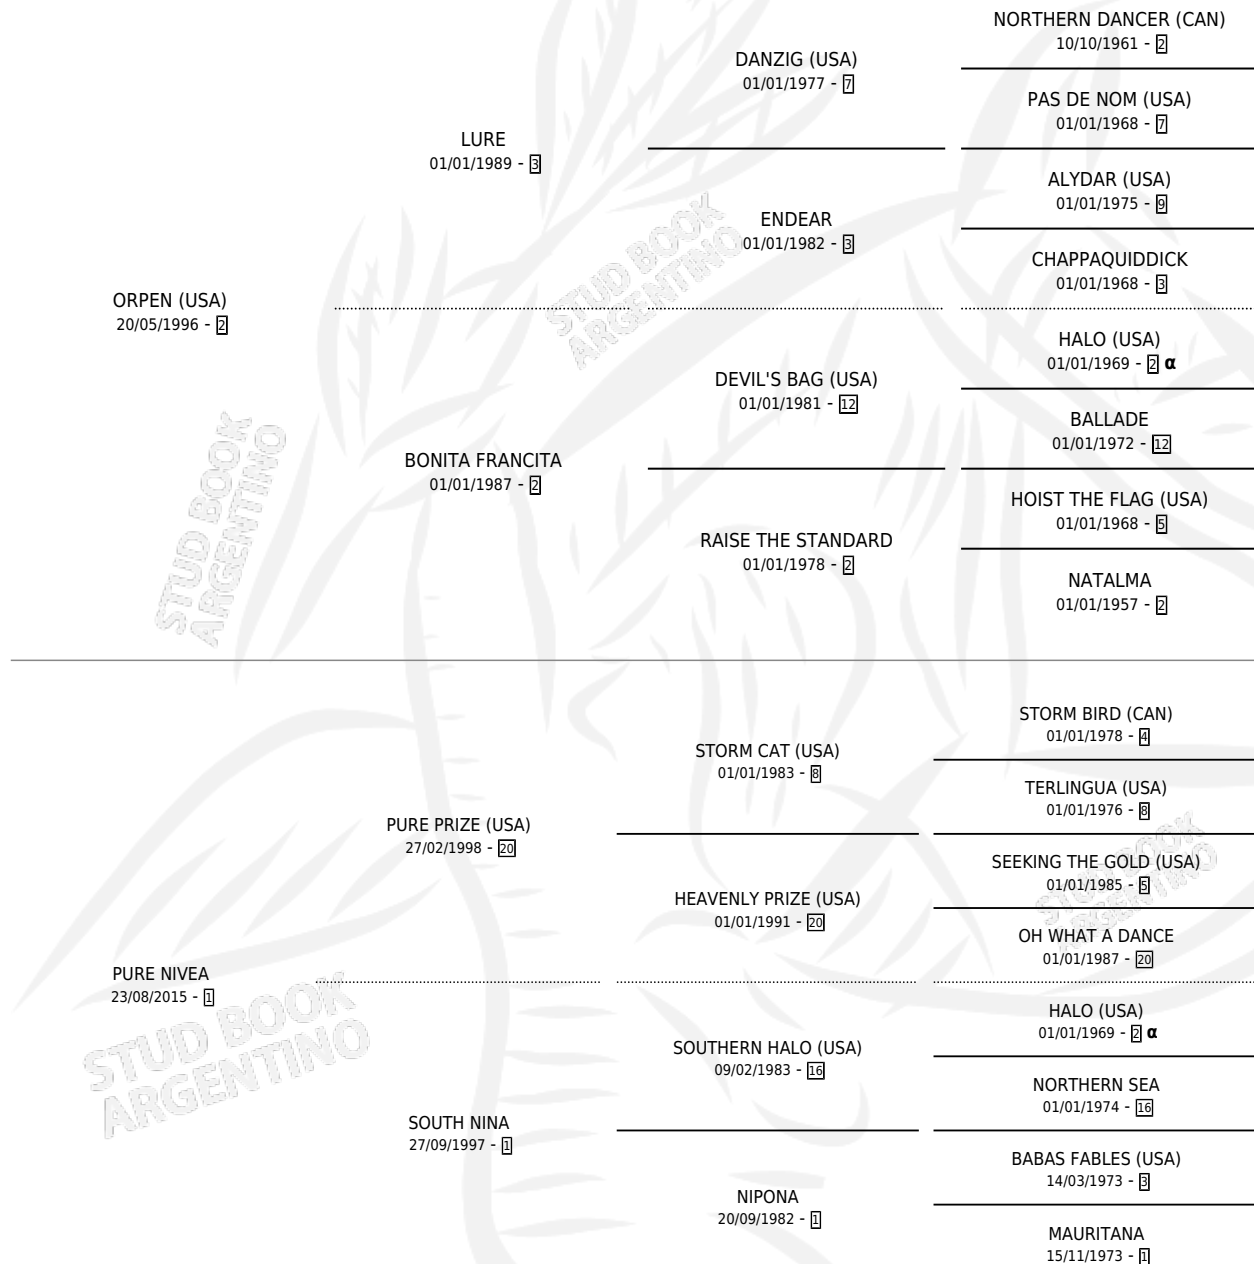 NORTHERN DANCER (CAN)
10/10/1961 - 2
DANZIG (USA)
01/01/1977 - 7
PAS DE NOM (USA)
01/01/1968 - 7
LURE
01/01/1989 - 3
ALYDAR (USA)
01/01/1975 - 9
ENDEAR
01/01/1982 - 3
CHAPPAQUIDDICK
01/01/1968 - 3
ORPEN (USA)
20/05/1996 - 2
HALO (USA)
01/01/1969 - 2 α
DEVIL'S BAG (USA)
01/01/1981 - 12
BALLADE
01/01/1972 - 12
BONITA FRANCITA
01/01/1987 - 2
HOIST THE FLAG (USA)
01/01/1968 - 5
RAISE THE STANDARD
01/01/1978 - 2
NATALMA
01/01/1957 - 2
STORM BIRD (CAN)
01/01/1978 - 4
STORM CAT (USA)
01/01/1983 - 8
TERLINGUA (USA)
01/01/1976 - 8
PURE PRIZE (USA)
27/02/1998 - 20
SEEKING THE GOLD (USA)
01/01/1985 - 5
HEAVENLY PRIZE (USA)
01/01/1991 - 20
OH WHAT A DANCE
01/01/1987 - 20
PURE NIVEA
23/08/2015 - 1
HALO (USA)
01/01/1969 - 2 α
SOUTHERN HALO (USA)
09/02/1983 - 16
NORTHERN SEA
01/01/1974 - 16
SOUTH NINA
27/09/1997 - 1
BABAS FABLES (USA)
14/03/1973 - 3
NIPONA
20/09/1982 - 1
MAURITANA
15/11/1973 - 1
STUD BOOK
ARGENTINO
STUD BOOK
ARGENTINO
STUD BOOK
ARGENTINO
STUD BOOK
ARGENTINO